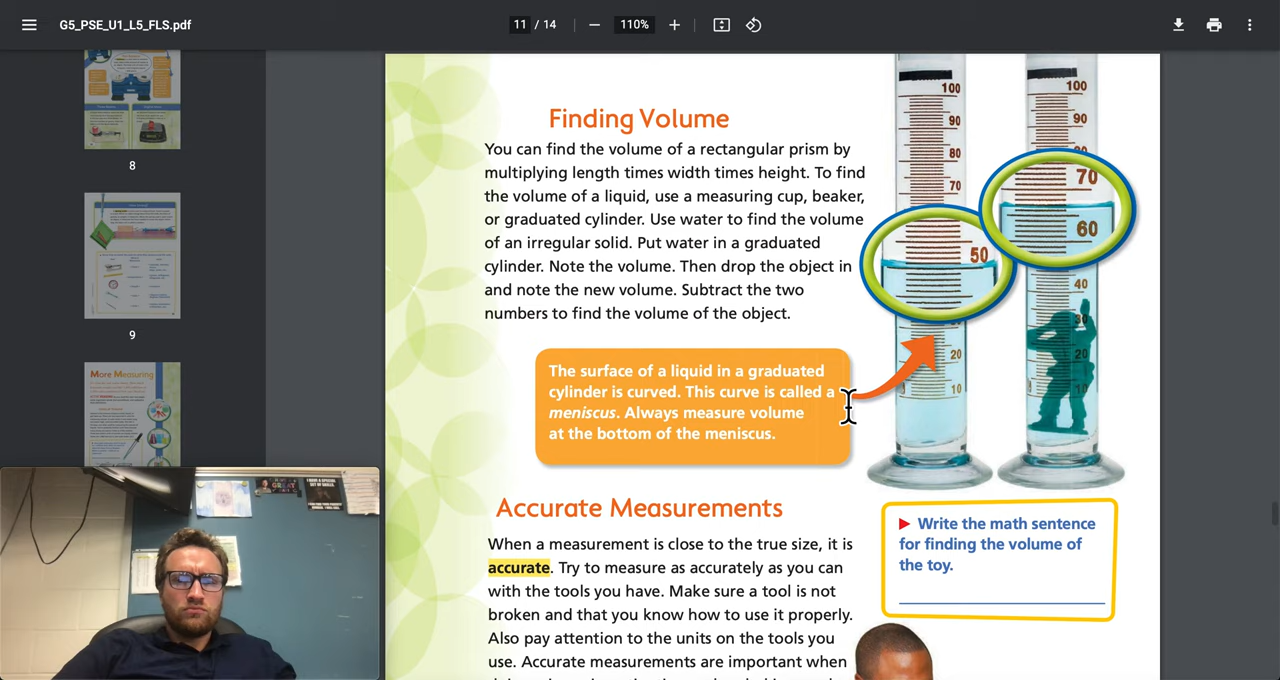 G5_PSE_U1_L5_FLS.pdf
11 / 14
110%
8
9
More Measuring
Finding Volume
You can find the volume of a rectangular prism by
multiplying length times width times height. To find
the volume of a liquid, use a measuring cup, beaker,
or graduated cylinder. Use water to find the volume
of an irregular solid. Put water in a graduated
cylinder. Note the volume. Then drop the object in
and note the new volume. Subtract the two
numbers to find the volume of the object.
The surface of a liquid in a graduated
cylinder is curved. This curve is called a
meniscus. Always measure volume
at the bottom of the meniscus.
100
90
80
70
50
20
10
100
90
70
60
40
30
20
10
Accurate Measurements
When a measurement is close to the true size, it is
accurate. Try to measure as accurately as you can
with the tools you have. Make sure a tool is not
broken and that you know how to use it properly.
Also pay attention to the units on the tools you
use. Accurate measurements are important when
Write the math sentence
for finding the volume of
the toy.